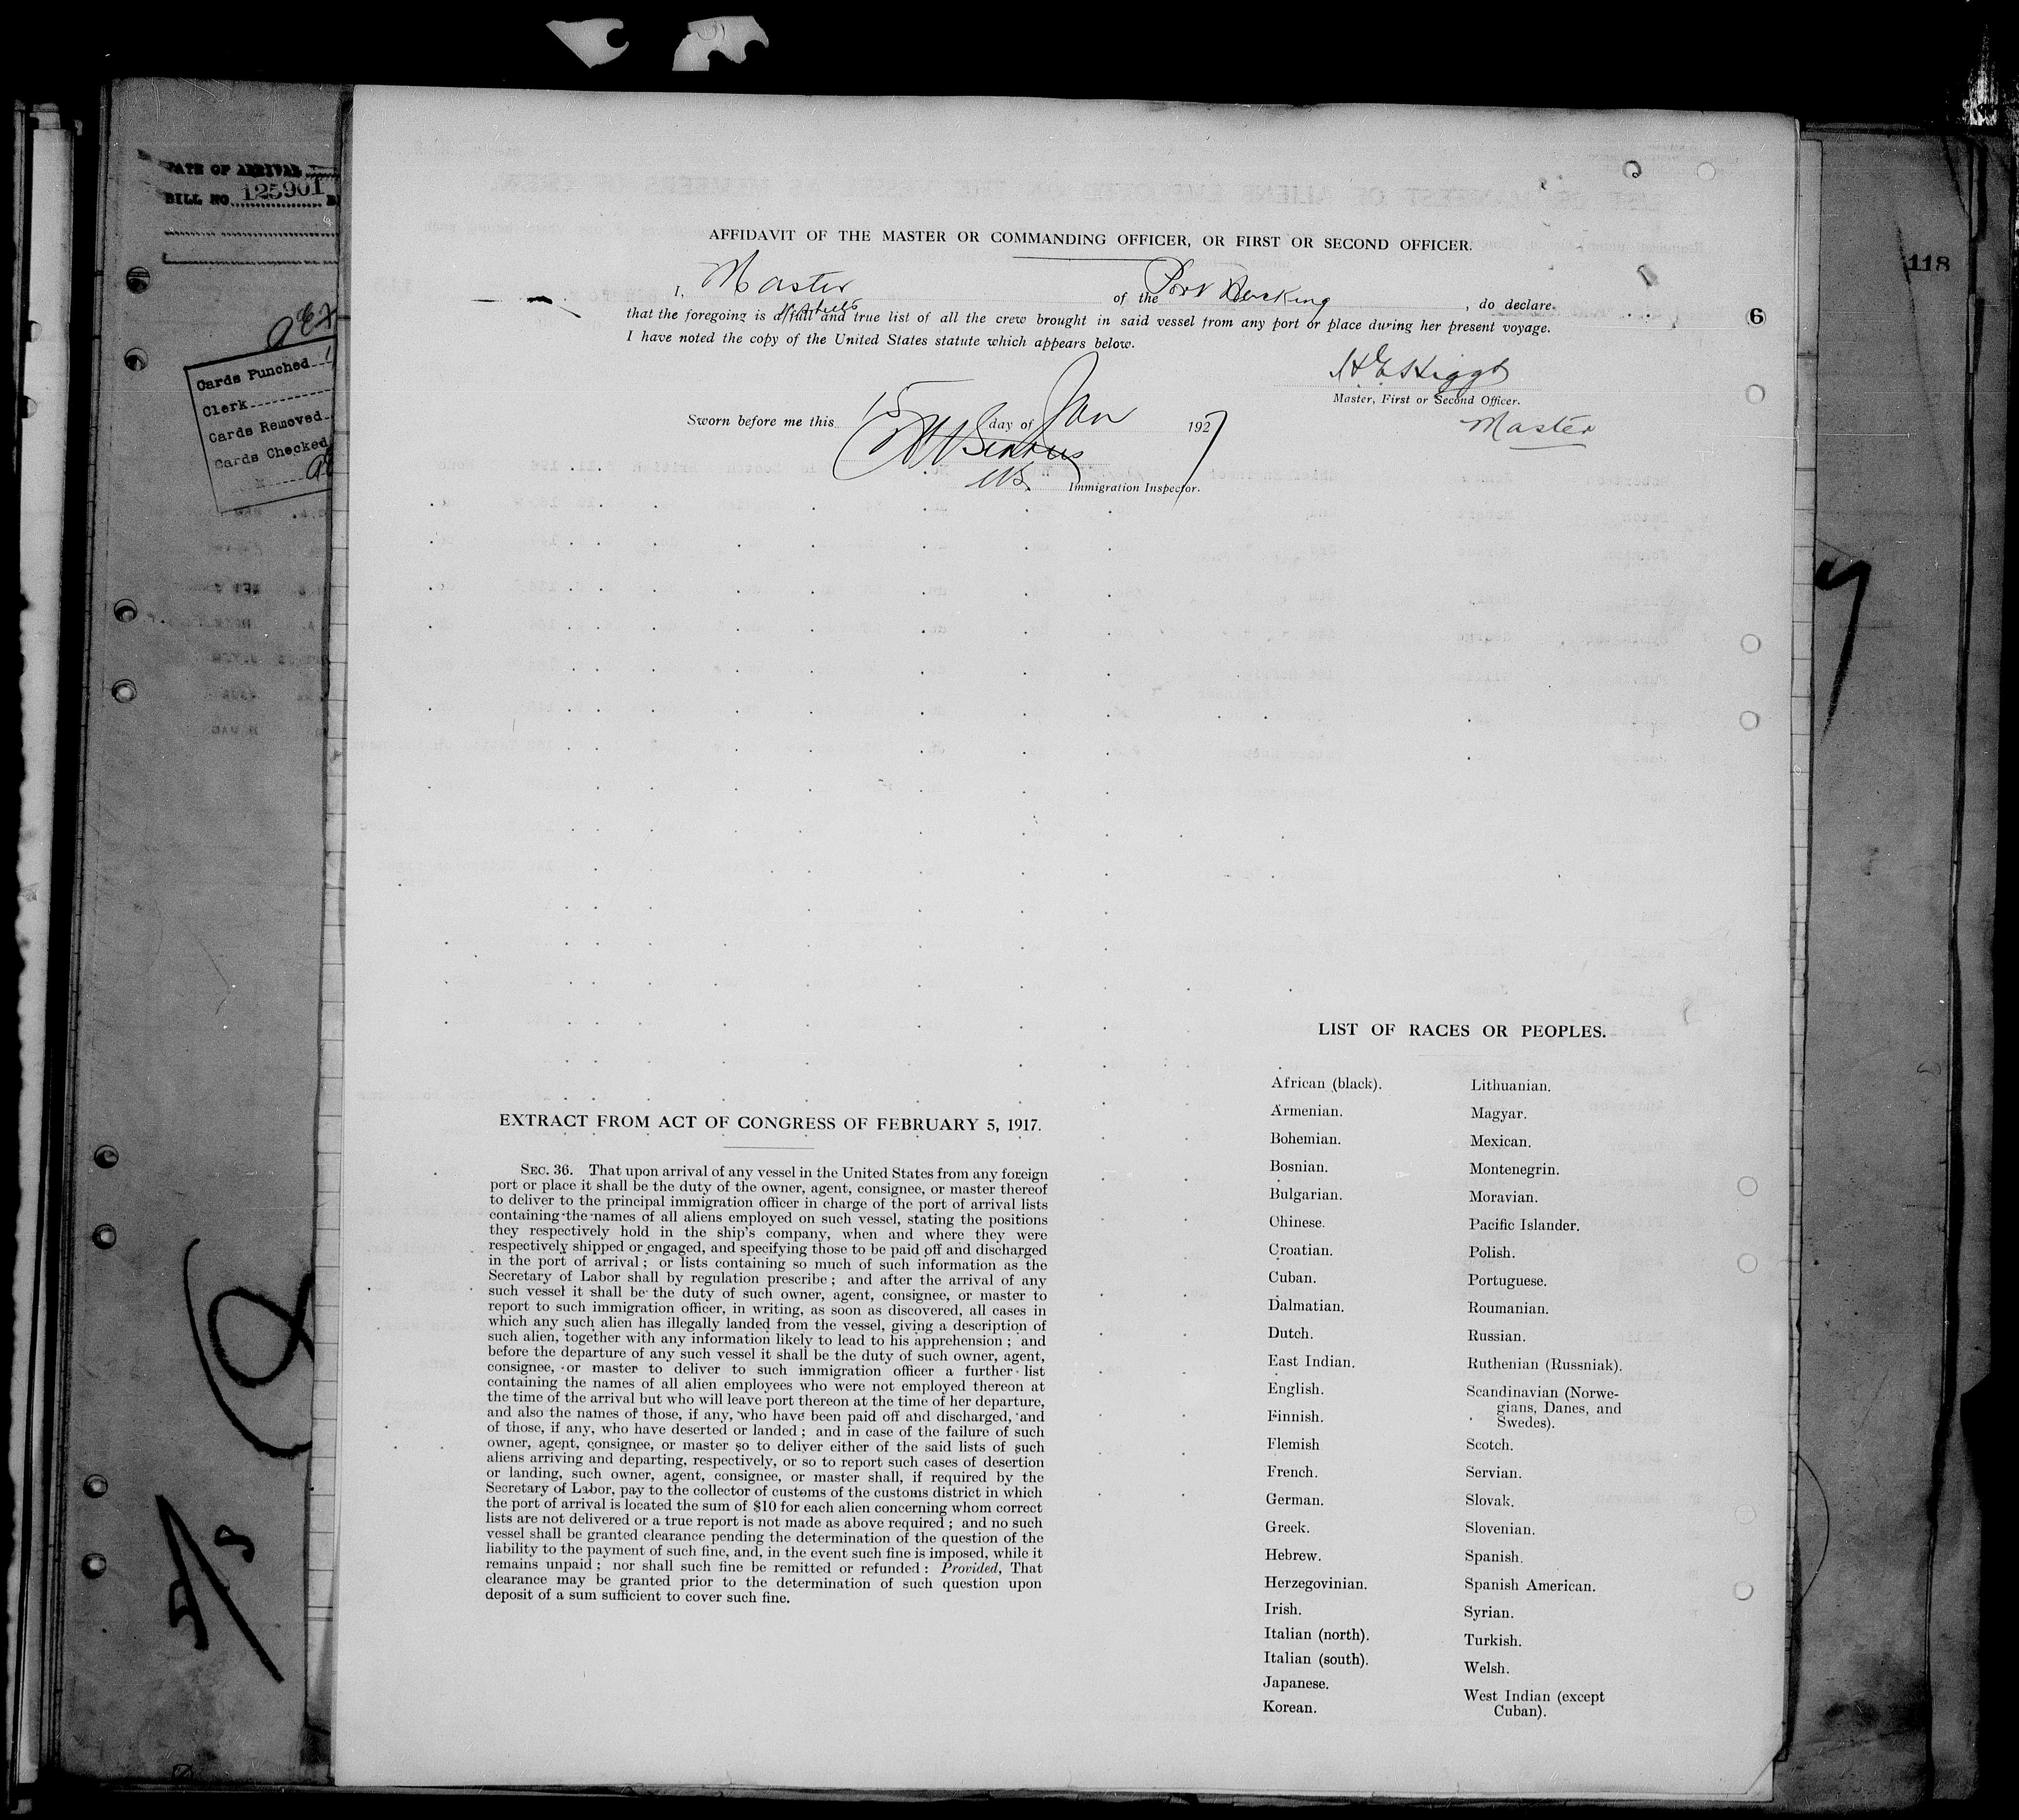 DATE OF ARRIVAL
BILL NO. 125901
Cards Punched
Clerk
Cards Removed
Cards Checked
118
6
AFFIDAVIT OF THE MASTER OR COMMANDING OFFICER, OR FIRST OR SECOND OFFICER.
I, Master of the Port Hacking, do declare
that the foregoing is a full and true list of all the crew brought in said vessel from any port or place during her present voyage.
I have noted the copy of the United States statute which appears below.
Master, First or Second Officer.
Master
Sworn before me this 15 day of Jan 1927
Immigration Inspector.
EXTRACT FROM ACT OF CONGRESS OF FEBRUARY 5, 1917.
SEC. 36. That upon arrival of any vessel in the United States from any foreign
port or place it shall be the duty of the owner, agent, consignee, or master thereof
to deliver to the principal immigration officer in charge of the port of arrival lists
containing the names of all aliens employed on such vessel, stating the positions
they respectively hold in the ship's company, when and where they were
respectively shipped or engaged, and specifying those to be paid off and discharged
in the port of arrival; or lists containing so much of such information as the
Secretary of Labor shall by regulation prescribe; and after the arrival of any
such vessel it shall be the duty of such owner, agent, consignee, or master to
report to such immigration officer, in writing, as soon as discovered, all cases in
which any such alien has illegally landed from the vessel, giving a description of
such alien, together with any information likely to lead to his apprehension; and
before the departure of any such vessel it shall be the duty of such owner, agent,
consignee, or master to deliver to such immigration officer a further list
containing the names of all alien employees who were not employed thereon at
the time of the arrival but who will leave port thereon at the time of her departure,
and also the names of those, if any, who have been paid off and discharged, and
of those, if any, who have deserted or landed; and in case of the failure of such
owner, agent, consignee, or master so to deliver either of the said lists of such
aliens arriving and departing, respectively, or so to report such cases of desertion
or landing, such owner, agent, consignee, or master shall, if required by the
Secretary of Labor, pay to the collector of customs of the customs district in which
the port of arrival is located the sum of $10 for each alien concerning whom correct
lists are not delivered or a true report is not made as above required; and no such
vessel shall be granted clearance pending the determination of the question of the
liability to the payment of such fine, and, in the event such fine is imposed, while it
remains unpaid; nor shall such fine be remitted or refunded: Provided, That
clearance may be granted prior to the determination of such question upon
deposit of a sum sufficient to cover such fine.
LIST OF RACES OR PEOPLES.
African (black).
Armenian.
Bohemian.
Bosnian.
Bulgarian.
Chinese.
Croatian.
Cuban.
Dalmatian.
Dutch.
East Indian.
English.
Finnish.
Flemish
French.
German.
Greek.
Hebrew.
Herzegovinian.
Irish.
Italian (north).
Italian (south).
Japanese.
Korean.
Lithuanian.
Magyar.
Mexican.
Montenegrin.
Moravian.
Pacific Islander.
Polish.
Portuguese.
Roumanian.
Russian.
Ruthenian (Russniak).
Scandinavian (Norwe-
gians, Danes, and
Swedes).
Scotch.
Servian.
Slovak.
Slovenian.
Spanish.
Spanish American.
Syrian.
Turkish.
Welsh.
West Indian (except
Cuban).